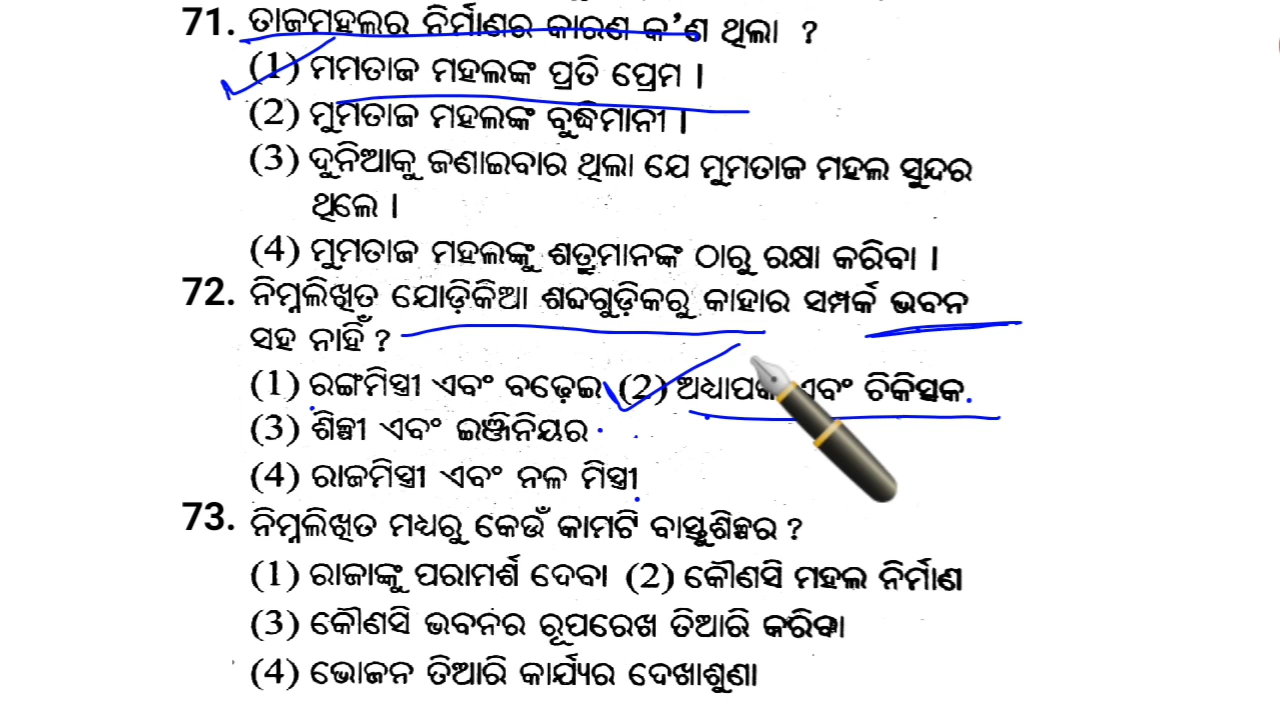 71. ତାଜମହଲର ନିର୍ମାଣର କାରଣ କ'ଣ ଥିଲା ?
(1) ମମତାଜ ମହଲଙ୍କ ପ୍ରତି ପ୍ରେମ ।
(2) ମୁମତାଜ ମହଲଙ୍କ ବୁଦ୍ଧିମାନୀ ।
(3) ଦୁନିଆକୁ ଜଣାଇବାର ଥିଲା ଯେ ମୁମତାଜ ମହଲ ସୁନ୍ଦର
ଥିଲେ ।
(4) ମୁମତାଜ ମହଲଙ୍କୁ ଶତ୍ରୁମାନଙ୍କ ଠାରୁ ରକ୍ଷା କରିବା ।
72. ନିମ୍ନଲିଖିତ ଯୋଡ଼ିକିଆ ଶବ୍ଦଗୁଡ଼ିକରୁ କାହାର ସମ୍ପର୍କ ଭବନ
ସହ ନାହିଁ ?
(1) ରଙ୍ଗମିସ୍ତ୍ରୀ ଏବଂ ବଢ଼େଇ (2) ଅଧ୍ୟାପକ ଏବଂ ଚିକିତ୍ସକ
(3) ଶିଳ୍ପୀ ଏବଂ ଇଞ୍ଜିନିୟର
(4) ରାଜମିସ୍ତ୍ରୀ ଏବଂ ନଳ ମିସ୍ତ୍ରୀ
73. ନିମ୍ନଲିଖିତ ମଧ୍ୟରୁ କେଉଁ କାମଟି ବାସ୍ତୁଶିଳ୍ପର ?
(1) ରାଜାଙ୍କୁ ପରାମର୍ଶ ଦେବା (2) କୌଣସି ମହଲ ନିର୍ମାଣ
(3) କୌଣସି ଭବନର ରୂପରେଖ ତିଆରି କରିବା
(4) ଭୋଜନ ତିଆରି କାର୍ଯ୍ୟର ଦେଖାଶୁଣା